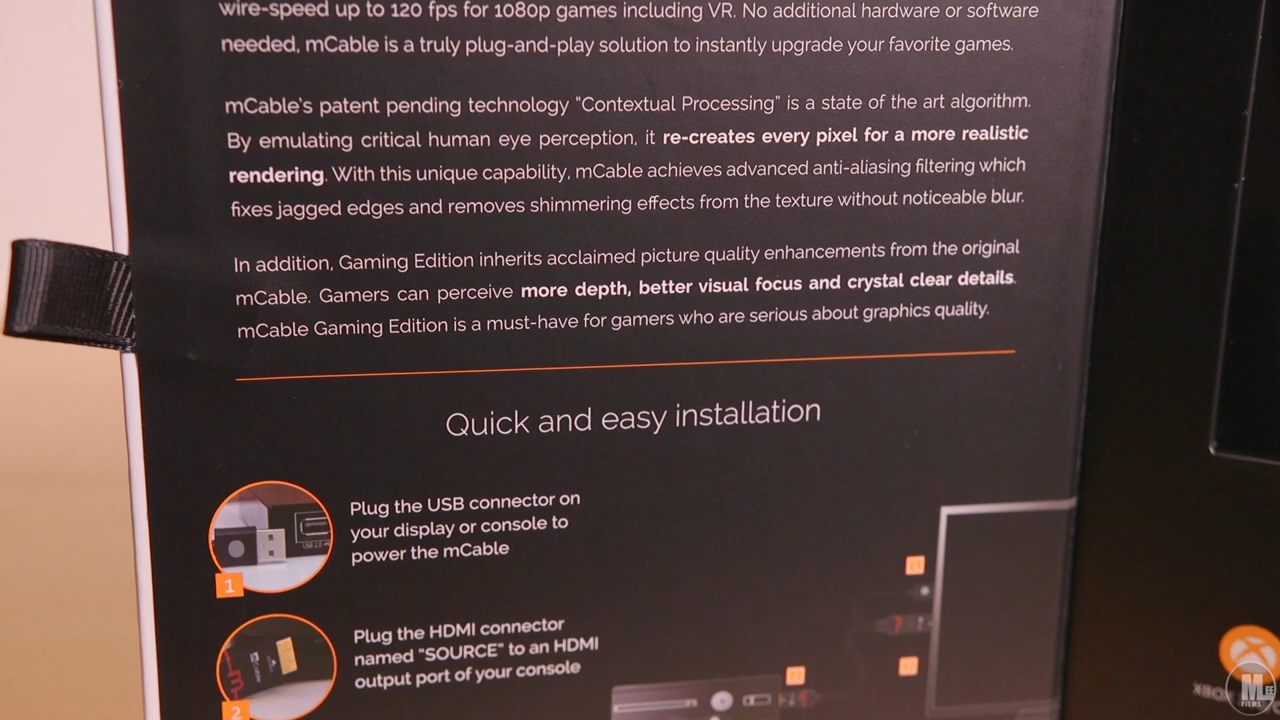 wire-speed up to 120 fps for 1080p games including VR. No additional hardware or software
needed, mCable is a truly plug-and-play solution to instantly upgrade your favorite games.
mCable's patent pending technology "Contextual Processing" is a state of the art algorithm.
By emulating critical human eye perception, it re-creates every pixel for a more realistic
rendering. With this unique capability, mCable achieves advanced anti-aliasing filtering which
fixes jagged edges and removes shimmering effects from the texture without noticeable blur.
In addition, Gaming Edition inherits acclaimed picture quality enhancements from the original
mCable. Gamers can perceive more depth, better visual focus and crystal clear details.
mCable Gaming Edition is a must-have for gamers who are serious about graphics quality.
Quick and easy installation
Plug the USB connector on
your display or console to
power the mCable
1
Plug the HDMI connector
named "SOURCE" to an HDMI
output port of your console
2
FILMS